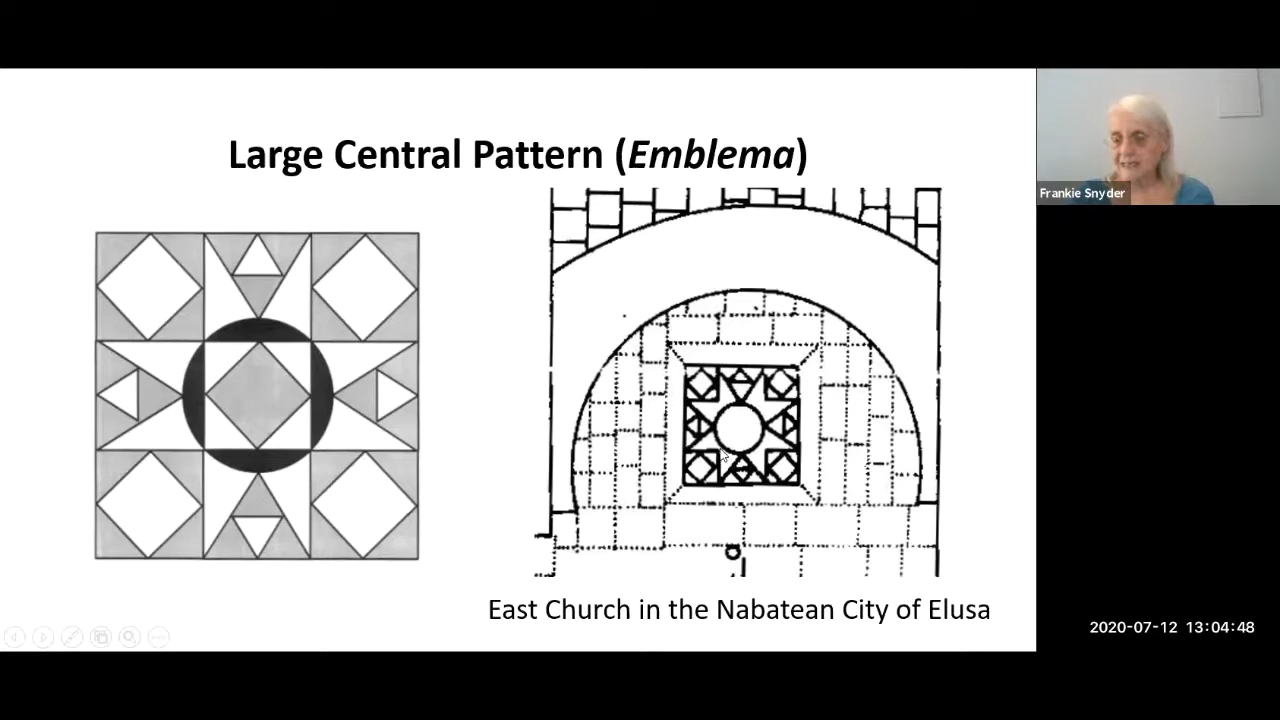 Large Central Pattern (Emblema)
Frankie Snyder
East Church in the Nabatean City of Elusa
2020-07-12 13:04:48